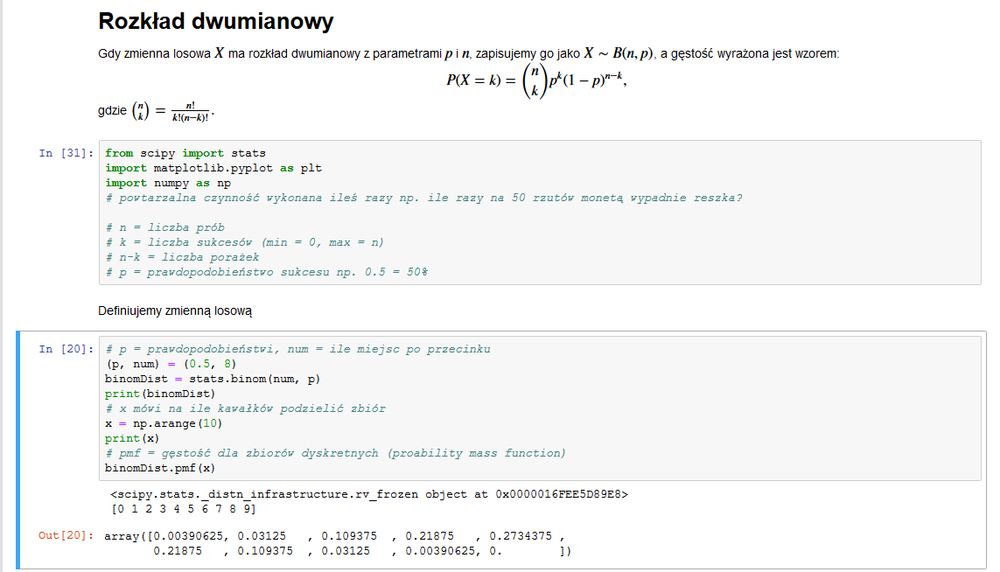 Rozkład dwumianowy
Gdy zmienna losowa X ma rozkład dwumianowy z parametrami p i n, zapisujemy go jako X ∼ B(n, p), a gęstość wyrażona jest wzorem:
P(X = k) = (n k) p^k (1 − p)^{n−k},
gdzie (n k) = n! / k!(n−k)! .
In [31]: from scipy import stats
import matplotlib.pyplot as plt
import numpy as np
# powtarzalna czynność wykonana ileś razy np. ile razy na 50 rzutów monetą wypadnie reszka?
# n = liczba prób
# k = liczba sukcesów (min = 0, max = n)
# n-k = liczba porażek
# p = prawdopodobieństwo sukcesu np. 0.5 = 50%
Definiujemy zmienną losową
In [20]: # p = prawdopodobieństwi, num = ile miejsc po przecinku
(p, num) = (0.5, 8)
binomDist = stats.binom(num, p)
print(binomDist)
# x mówi na ile kawałków podzielić zbiór
x = np.arange(10)
print(x)
# pmf = gęstość dla zbiorów dyskretnych (proability mass function)
binomDist.pmf(x)
<scipy.stats._distn_infrastructure.rv_frozen object at 0x0000016FEE5D89E8>
[0 1 2 3 4 5 6 7 8 9]
Out[20]: array([0.00390625, 0.03125   , 0.109375  , 0.21875   , 0.2734375 ,
0.21875   , 0.109375  , 0.03125   , 0.00390625, 0.        ])